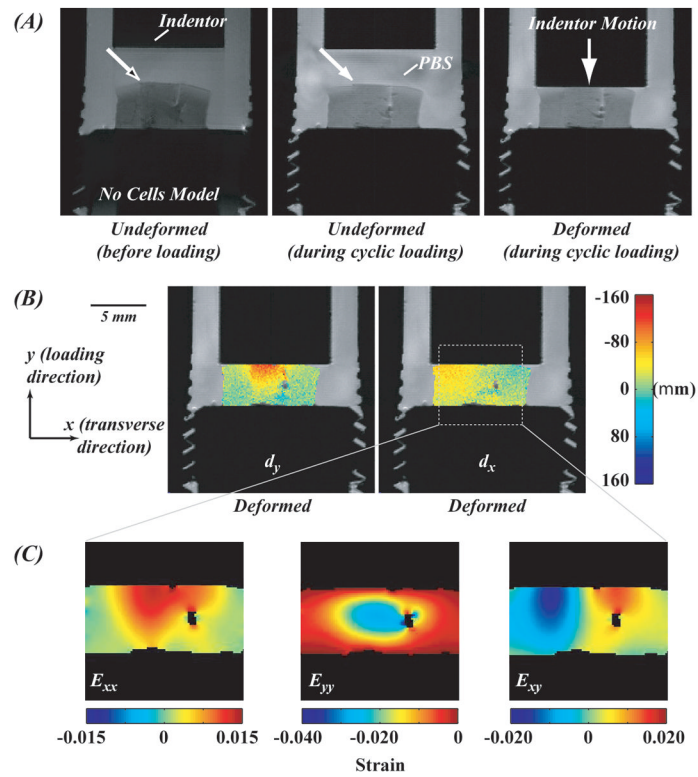 (A)
Indentor
PBS
Indentor Motion
No Cells Model
Undeformed
(before loading)
Undeformed
(during cyclic loading)
Deformed
(during cyclic loading)
(B)
5 mm
y (loading
direction)
x (transverse
direction)
dy
Deformed
dx
Deformed
-160
-80
0
80
160
(mm)
(C)
Exx
Eyy
Exy
-0.015 0 0.015
-0.040 -0.020 0
-0.020 0 0.020
Strain